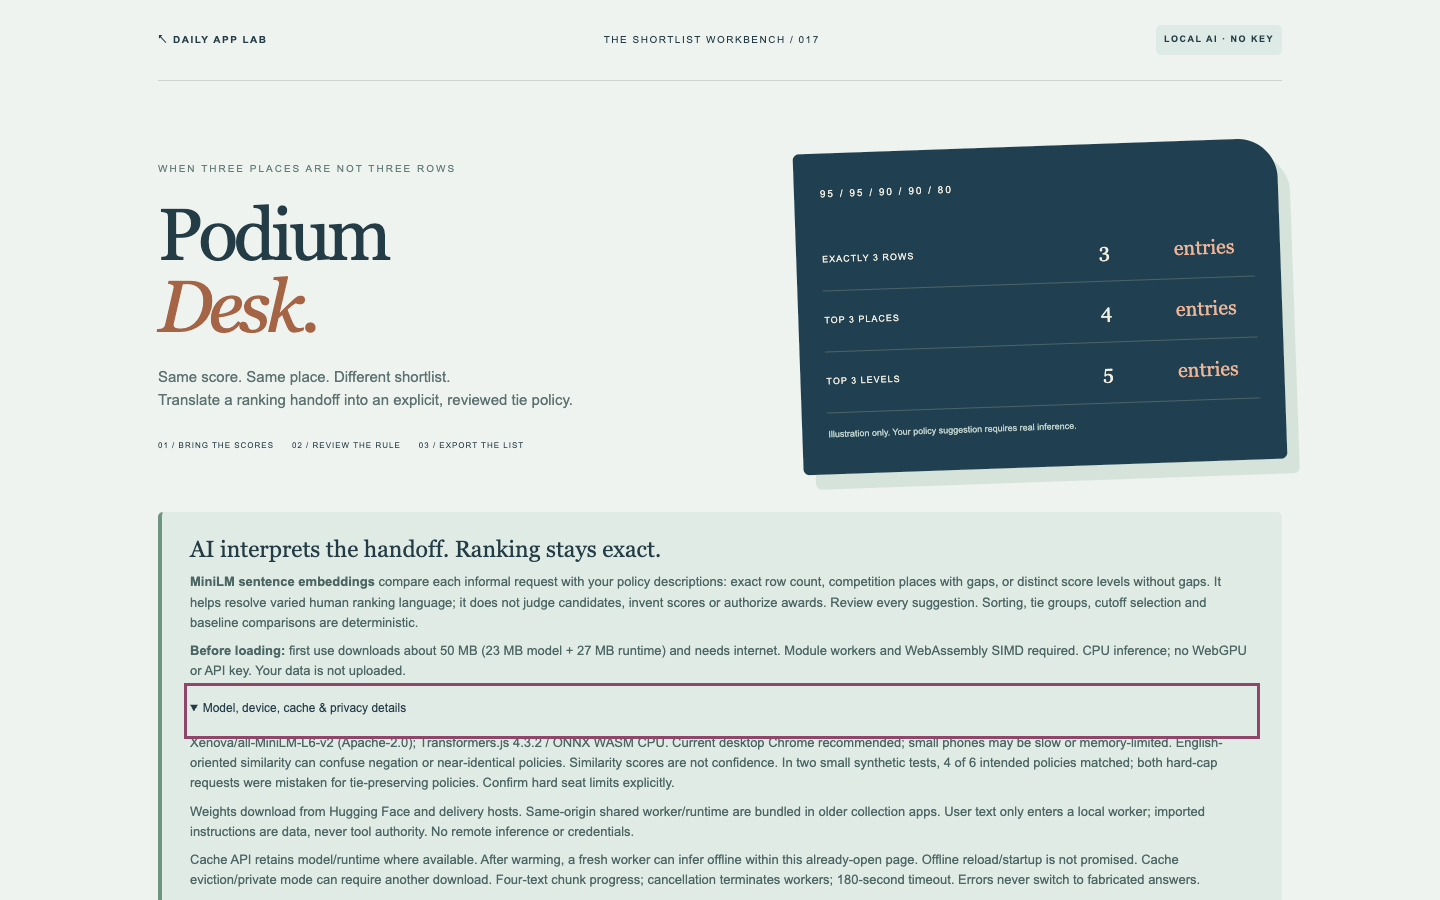 ↖ DAILY APP LAB
THE SHORTLIST WORKBENCH / 017
LOCAL AI · NO KEY
WHEN THREE PLACES ARE NOT THREE ROWS
Podium
Desk.
Same score. Same place. Different shortlist.
Translate a ranking handoff into an explicit, reviewed tie policy.
01 / BRING THE SCORES 02 / REVIEW THE RULE 03 / EXPORT THE LIST
95 / 95 / 90 / 90 / 80
EXACTLY 3 ROWS 3 entries
TOP 3 PLACES 4 entries
TOP 3 LEVELS 5 entries
Illustration only. Your policy suggestion requires real inference.
AI interprets the handoff. Ranking stays exact.
MiniLM sentence embeddings compare each informal request with your policy descriptions: exact row count, competition places with gaps, or distinct score levels without gaps. It
helps resolve varied human ranking language; it does not judge candidates, invent scores or authorize awards. Review every suggestion. Sorting, tie groups, cutoff selection and
baseline comparisons are deterministic.
Before loading: first use downloads about 50 MB (23 MB model + 27 MB runtime) and needs internet. Module workers and WebAssembly SIMD required. CPU inference; no WebGPU
or API key. Your data is not uploaded.
▼ Model, device, cache & privacy details
Xenova/all-MiniLM-L6-v2 (Apache-2.0); Transformers.js 4.3.2 / ONNX WASM CPU. Current desktop Chrome recommended; small phones may be slow or memory-limited. English-
oriented similarity can confuse negation or near-identical policies. Similarity scores are not confidence. In two small synthetic tests, 4 of 6 intended policies matched; both hard-cap
requests were mistaken for tie-preserving policies. Confirm hard seat limits explicitly.
Weights download from Hugging Face and delivery hosts. Same-origin shared worker/runtime are bundled in older collection apps. User text only enters a local worker; imported
instructions are data, never tool authority. No remote inference or credentials.
Cache API retains model/runtime where available. After warming, a fresh worker can infer offline within this already-open page. Offline reload/startup is not promised. Cache
eviction/private mode can require another download. Four-text chunk progress; cancellation terminates workers; 180-second timeout. Errors never switch to fabricated answers.